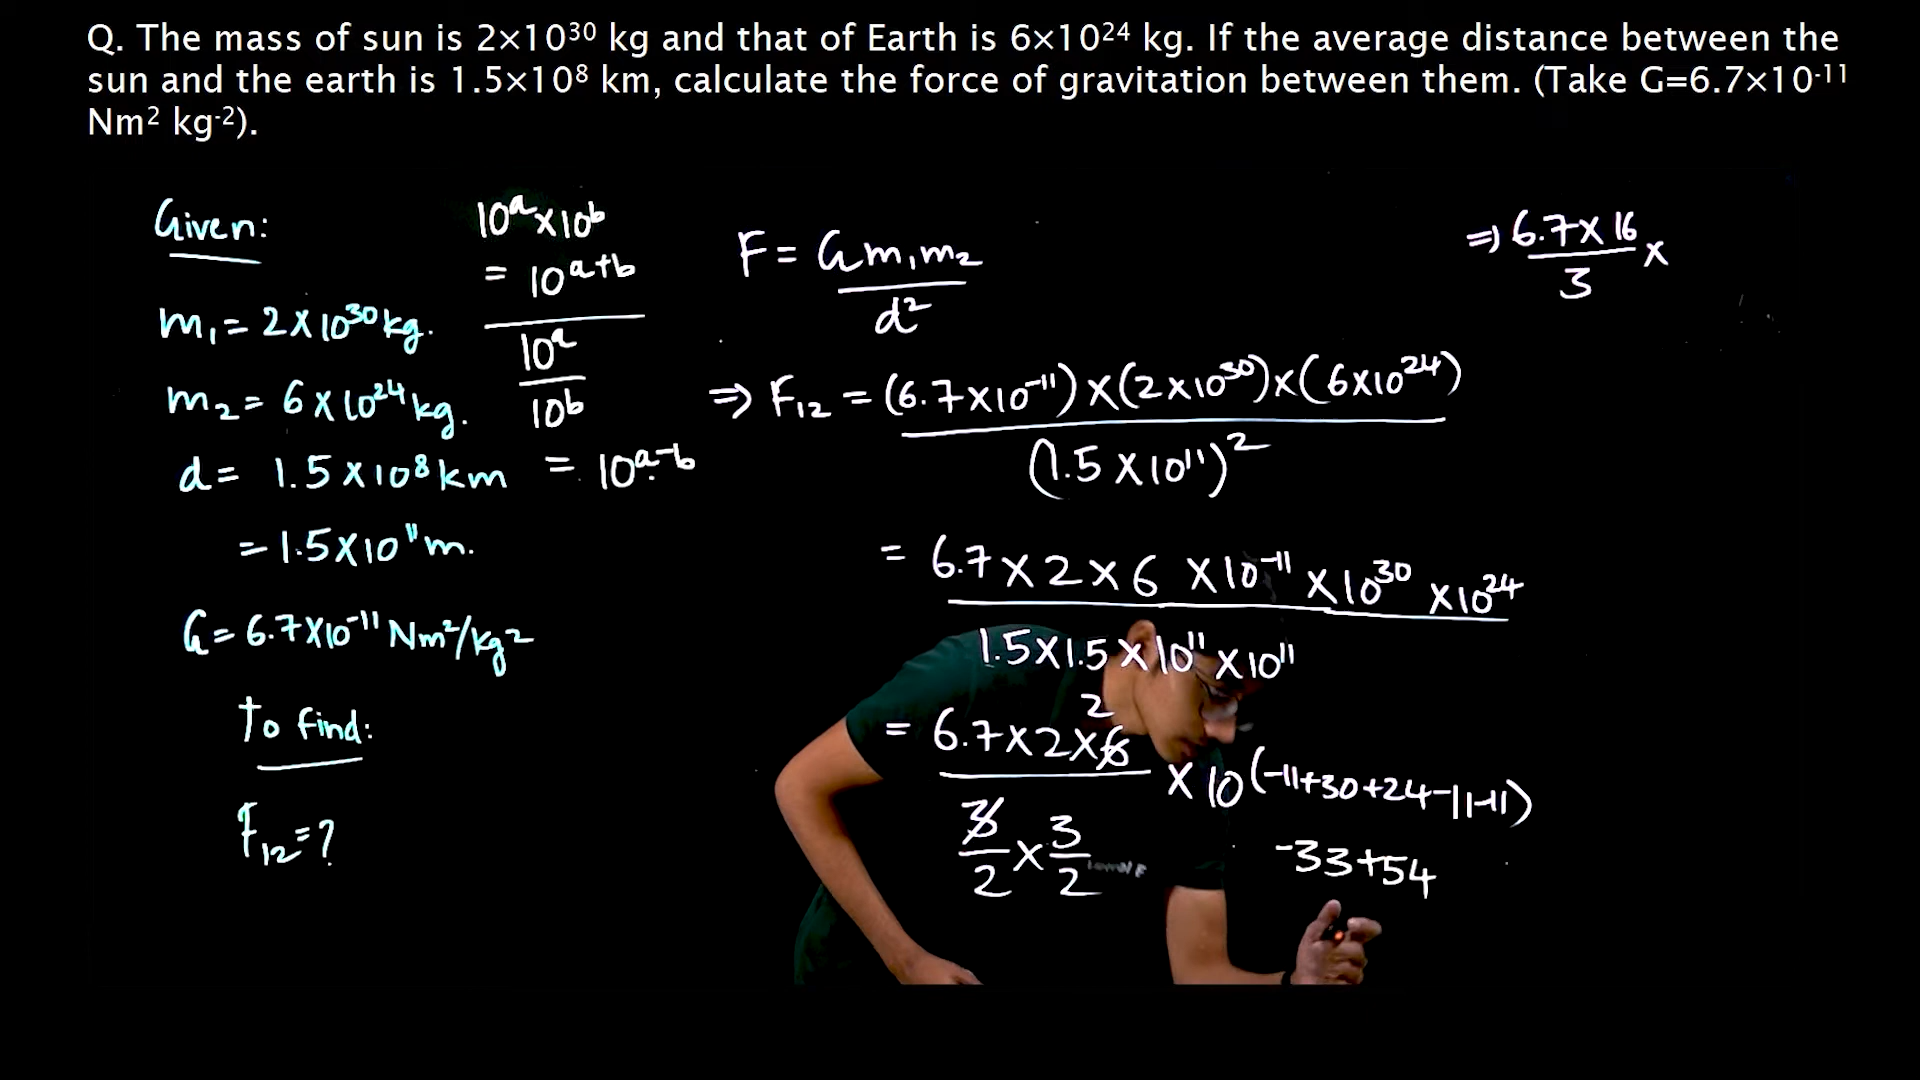 Q. The mass of sun is 2×10³⁰ kg and that of Earth is 6×10²⁴ kg. If the average distance between the
sun and the earth is 1.5×10⁸ km, calculate the force of gravitation between them. (Take G=6.7×10⁻¹¹
Nm² kg⁻²).
Given:
m₁ = 2×10³⁰ kg.
m₂ = 6×10²⁴ kg.
d = 1.5×10⁸ km
= 1.5×10¹¹ m.
G = 6.7×10⁻¹¹ Nm²/kg²
To find:
F₁₂ = ?
10ᵃ×10ᵇ
= 10ᵃ⁺ᵇ
10ᵃ
10ᵇ
= 10ᵃ⁻ᵇ
F = Gm₁m₂
d²
⇒ F₁₂ = (6.7×10⁻¹¹)×(2×10³⁰)×(6×10²⁴)
(1.5×10¹¹)²
= 6.7×2×6 ×10⁻¹¹ ×10³⁰ ×10²⁴
1.5×1.5×10¹¹×10¹¹
2
= 6.7×2×6 ×10^(-11+30+24-11-11)
3 × 3
2 2
-33+54
⇒ 6.7×16 ×
3